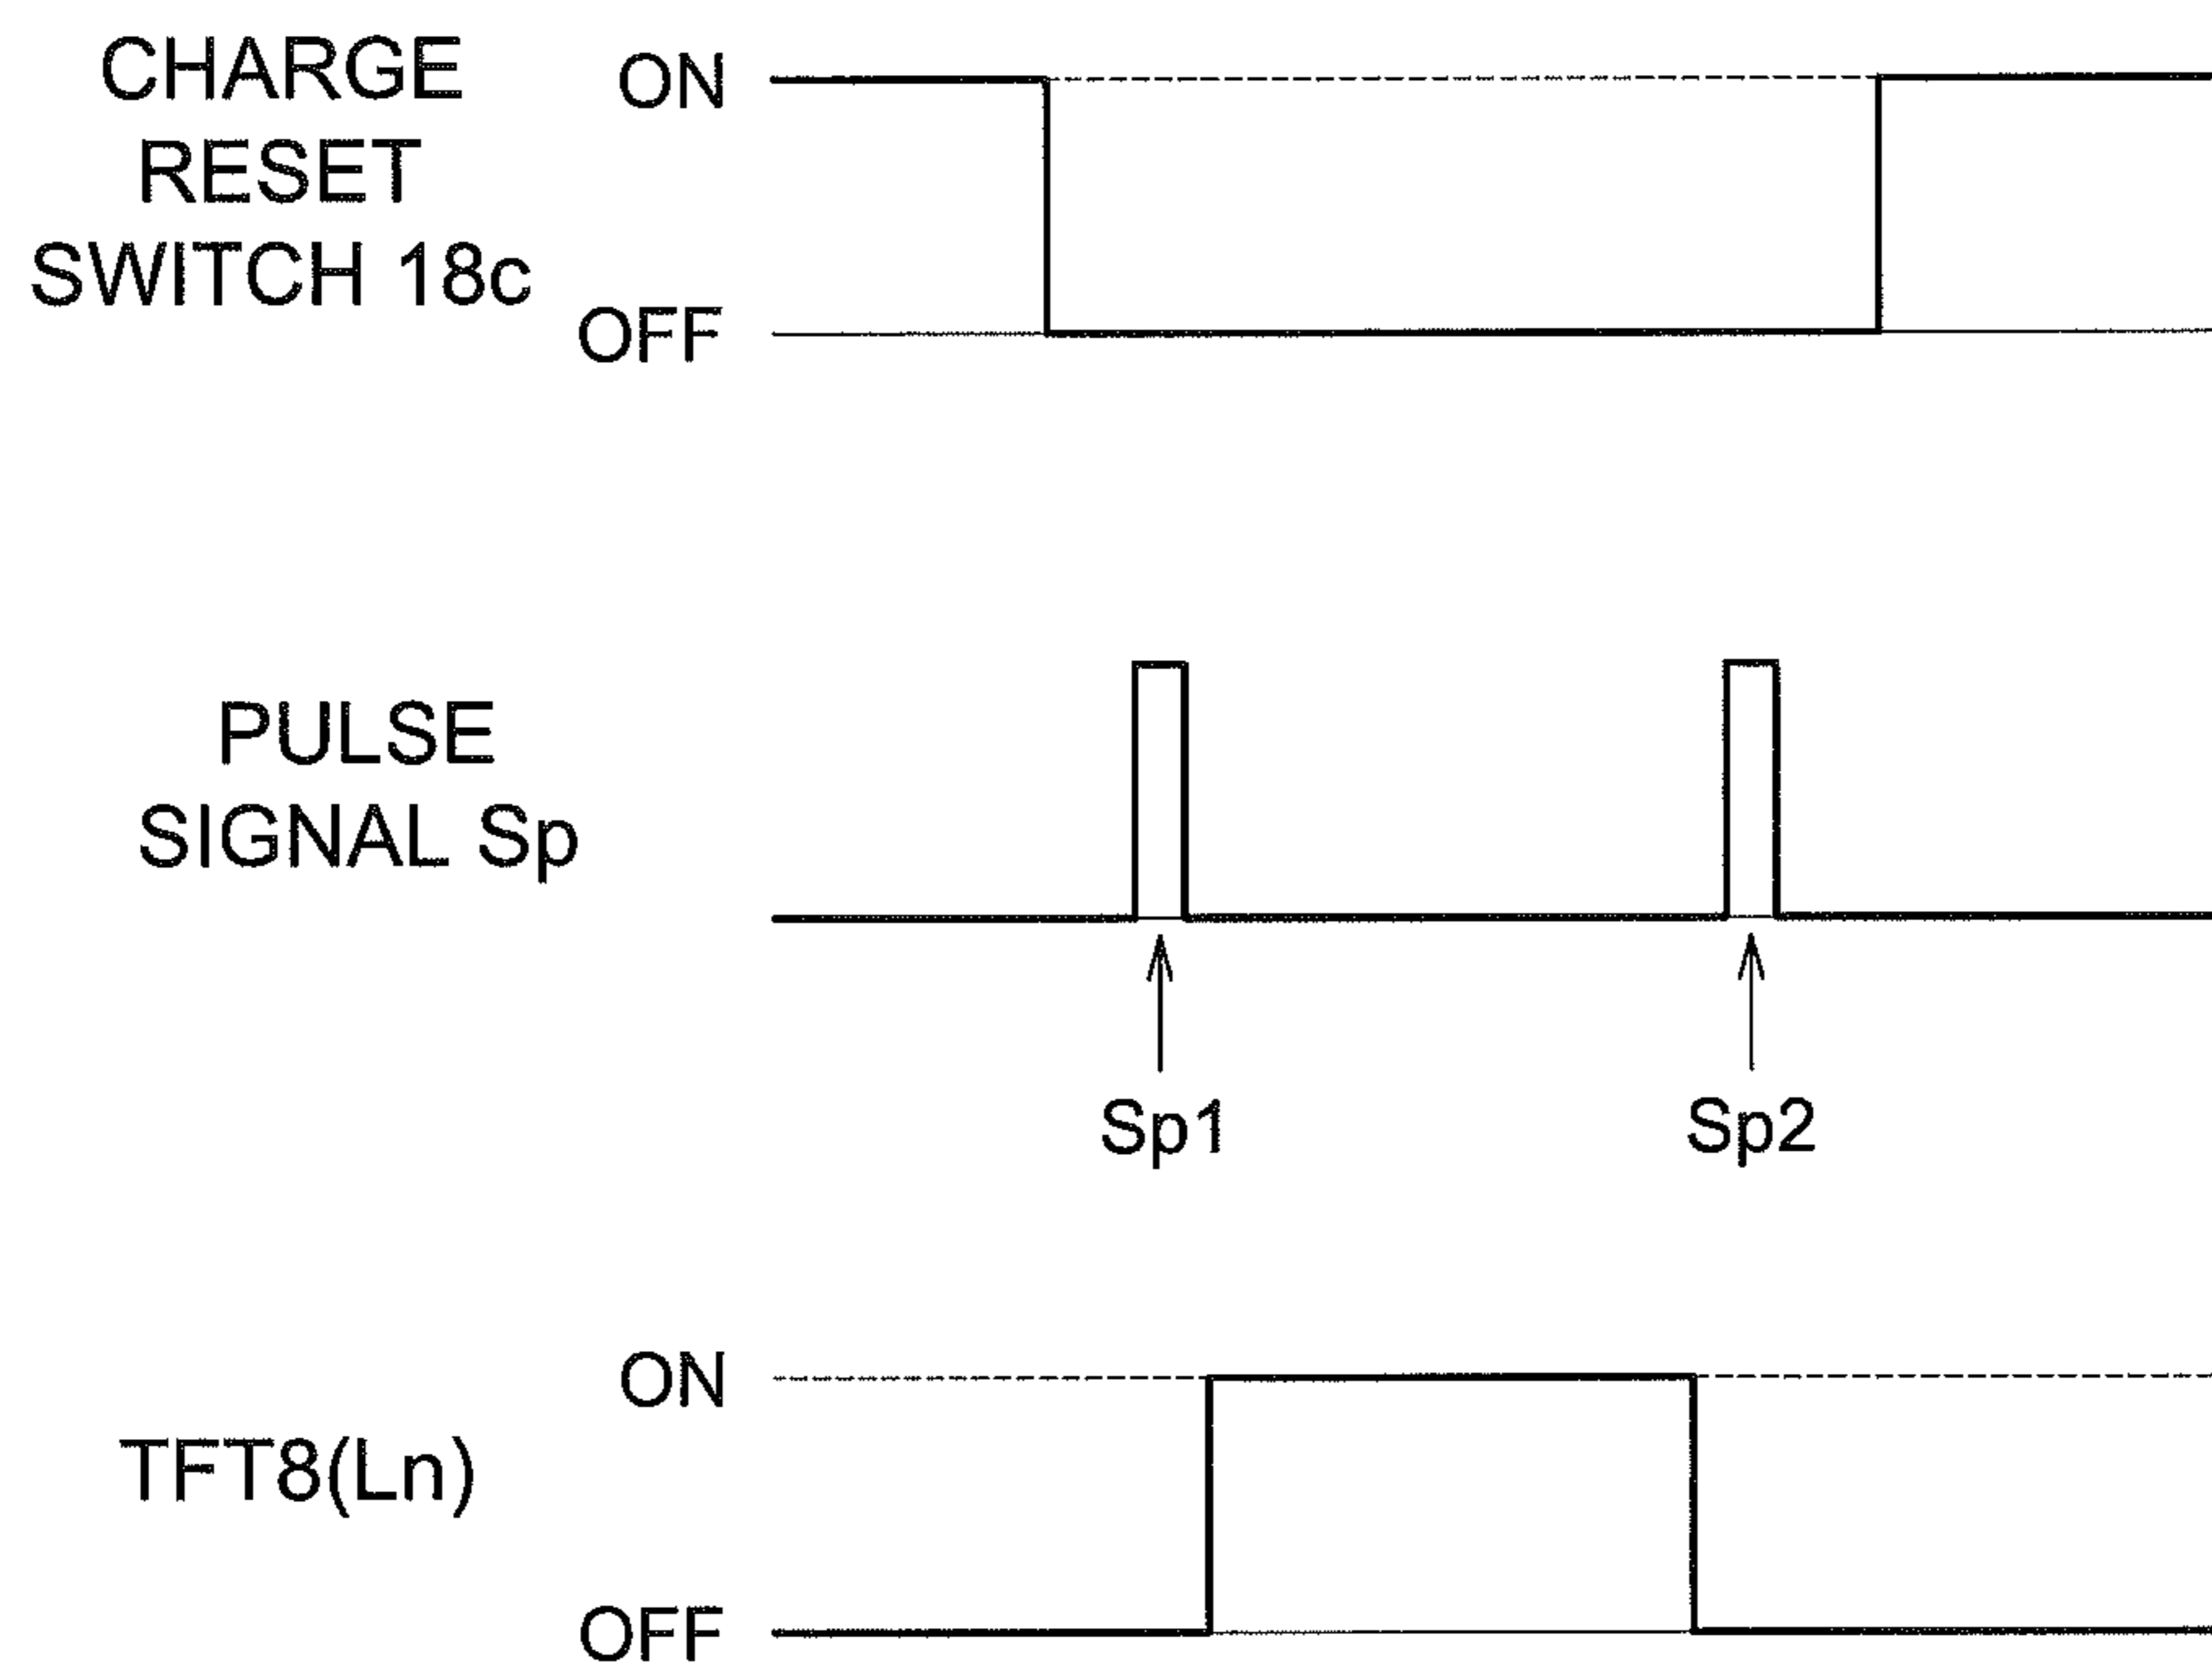 CHARGE
RESET
SWITCH 18c
ON
OFF
PULSE
SIGNAL Sp
Sp1
Sp2
ON
TFT8(Ln)
OFF